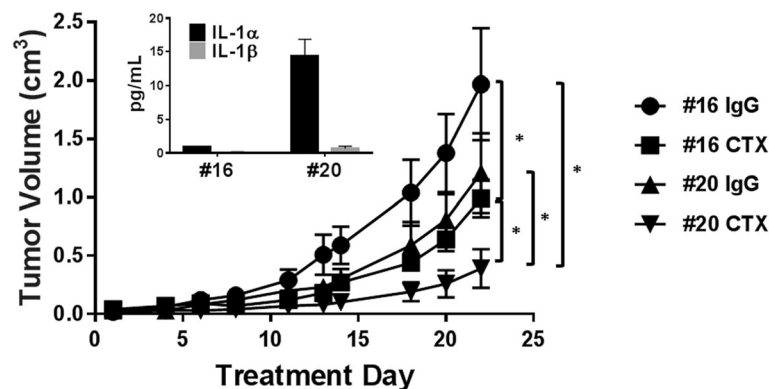 2.5
2.0
1.5
1.0
0.5
0.0
Tumor Volume (cm³)
0 5 10 15 20 25
Treatment Day
20
15
10
5
0
pg/mL
IL-1α
IL-1β
#16 #20
#16 IgG
#16 CTX
#20 IgG
#20 CTX
*
*
*
*